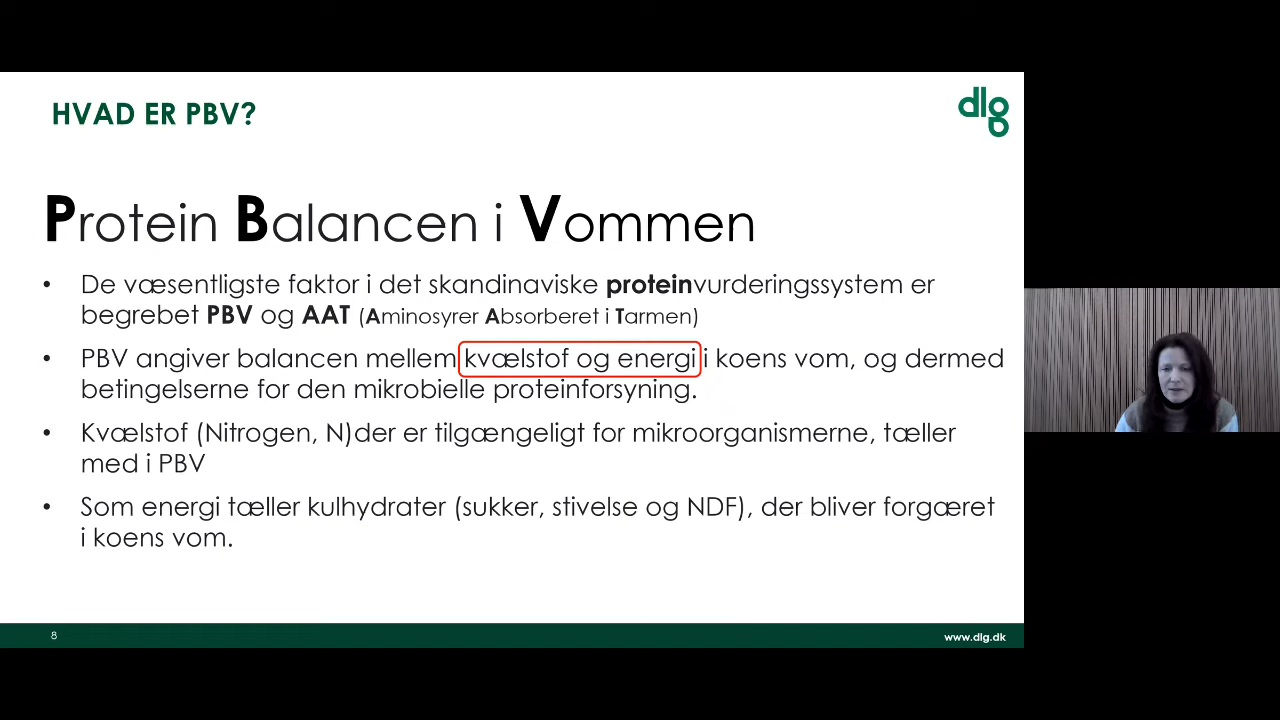 HVAD ER PBV?
dlg
Protein Balancen i Vommen
• De væsentligste faktor i det skandinaviske proteinvurderingssystem er
begrebet PBV og AAT (Aminosyrer Absorberet i Tarmen)
• PBV angiver balancen mellem kvælstof og energi i koens vom, og dermed
betingelserne for den mikrobielle proteinforsyning.
• Kvælstof (Nitrogen, N)der er tilgængeligt for mikroorganismerne, tæller
med i PBV
• Som energi tæller kulhydrater (sukker, stivelse og NDF), der bliver forgæret
i koens vom.
8
www.dlg.dk